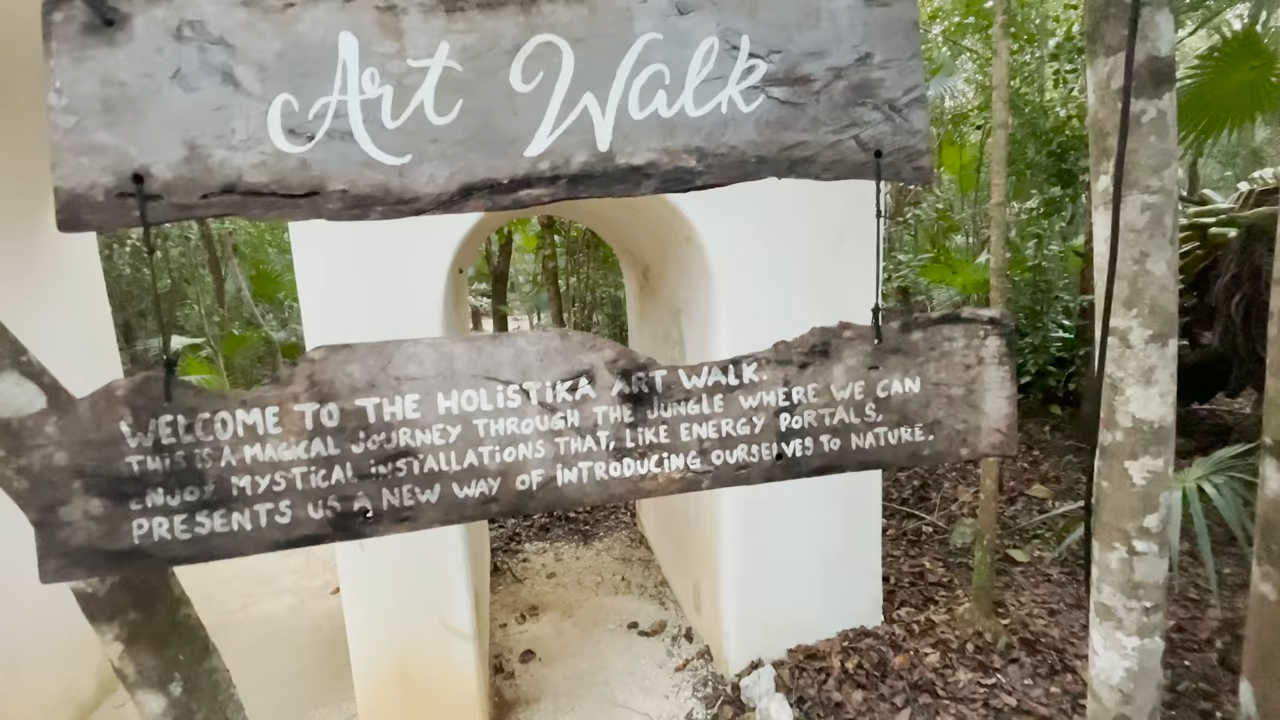 Art Walk
WELCOME TO THE HOLiSTiKA ART WALK.
THIS IS A MAGICAL JOURNEY THROUGH THE JUNGLE WHERE WE CAN
ENJOY MYSTiCAL iNSTALLATiONS THAT, LiKE ENERGY PORTALS,
PRESENTS US A NEW WAY OF iNTRODUCiNG OURSELVES TO NATURE.